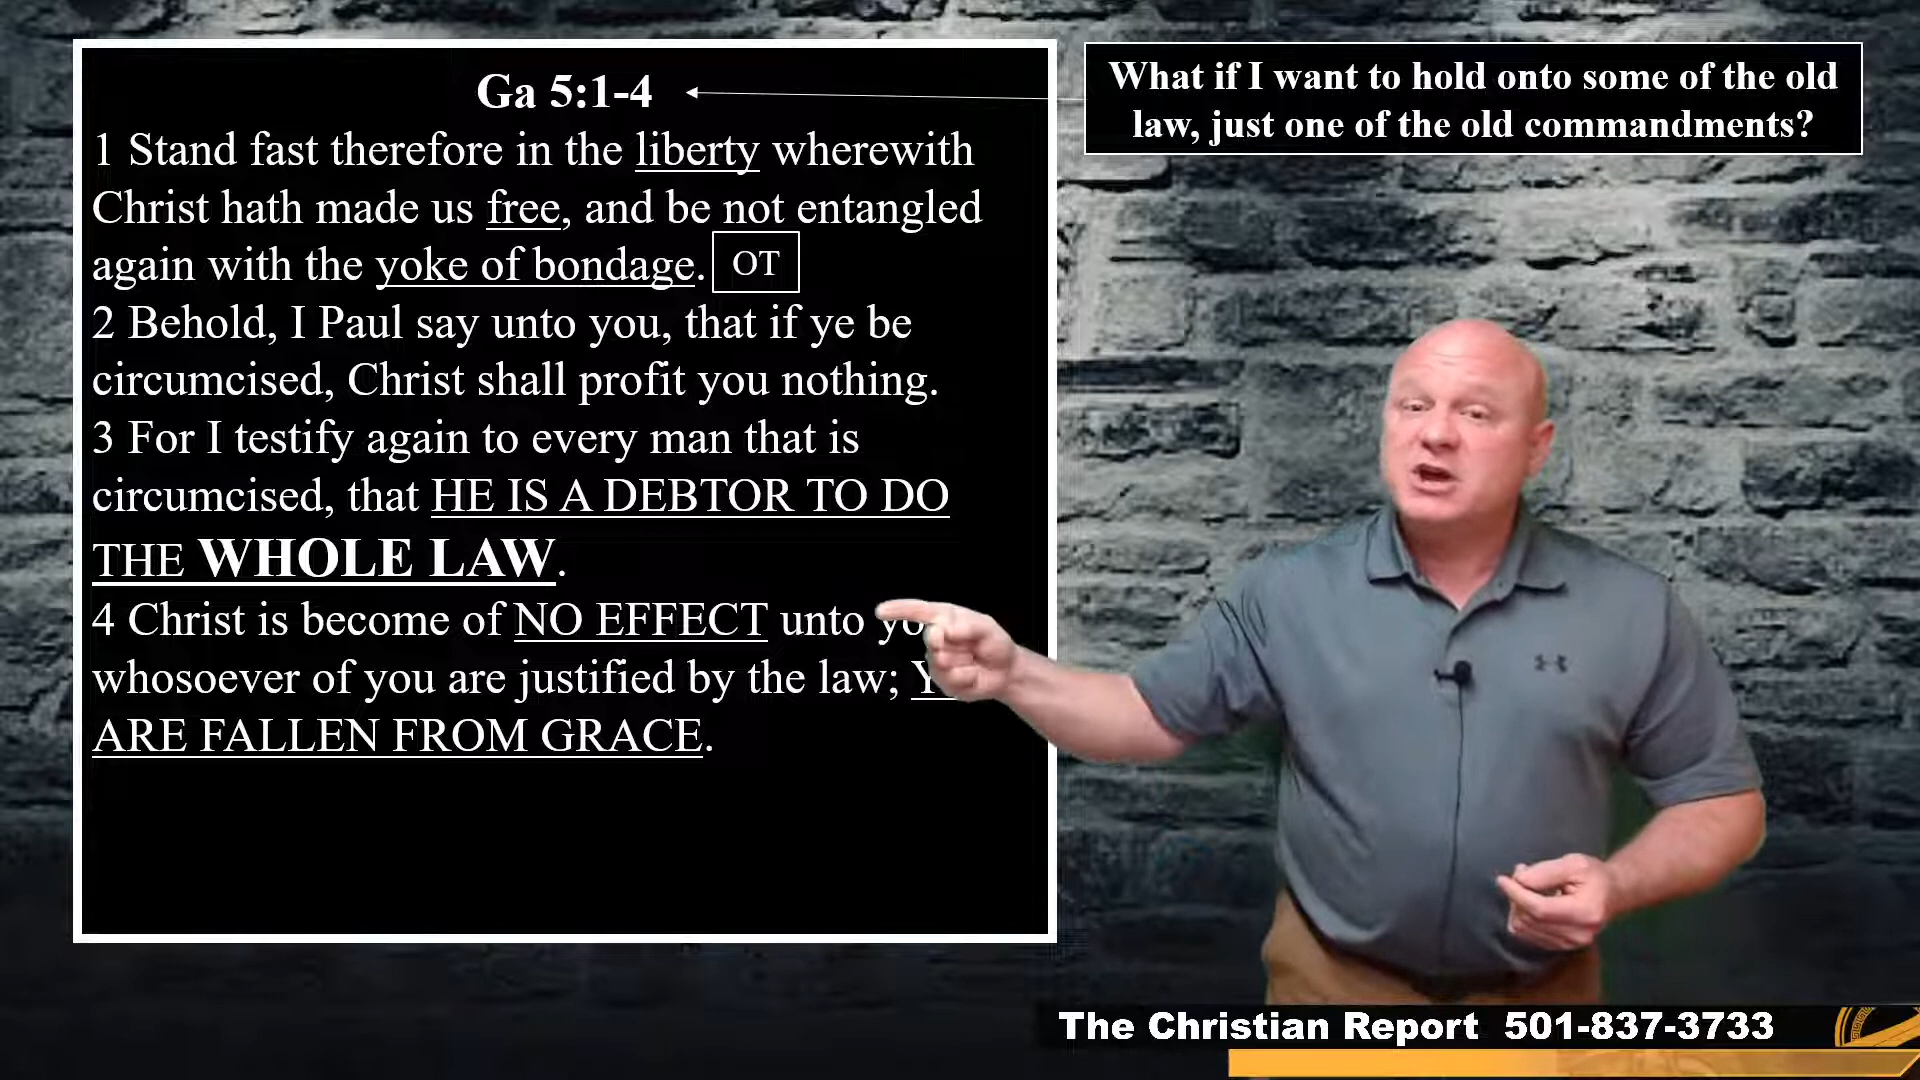 Ga 5:1-4
1 Stand fast therefore in the liberty wherewith
Christ hath made us free, and be not entangled
again with the yoke of bondage. OT
2 Behold, I Paul say unto you, that if ye be
circumcised, Christ shall profit you nothing.
3 For I testify again to every man that is
circumcised, that HE IS A DEBTOR TO DO
THE WHOLE LAW.
4 Christ is become of NO EFFECT unto
whosoever of you are justified by the law;
ARE FALLEN FROM GRACE.
What if I want to hold onto some of the old
law, just one of the old commandments?
The Christian Report 501-837-3733